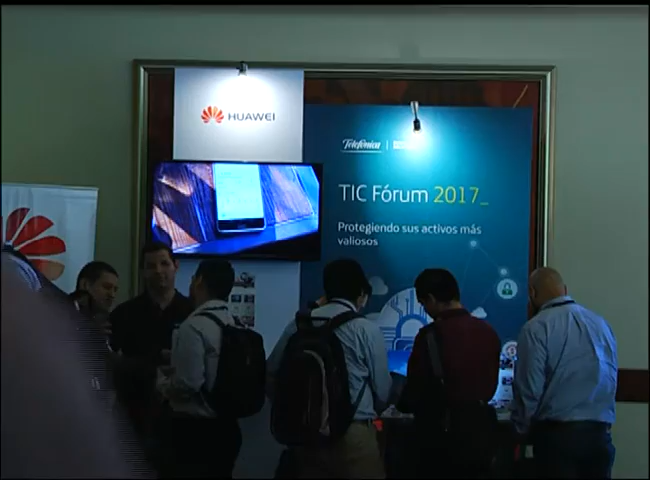 HUAWEI
Telefónica
TIC Fórum 2017_
Protegiendo sus activos más
valiosos